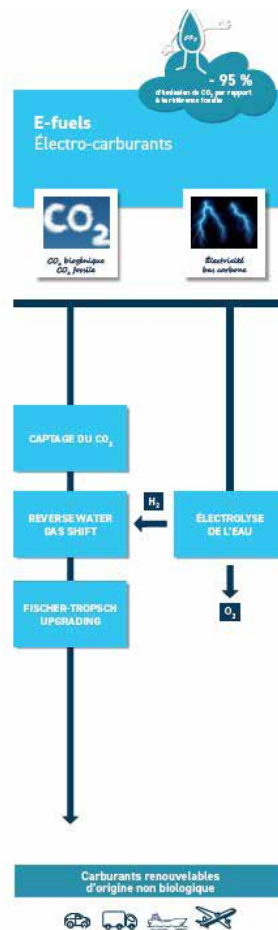 CO₂
- 95 %
d'émission de CO₂ par rapport
à la référence fossile
E-fuels
Électro-carburants
CO₂
CO₂ biogénique
CO₂ fossile
Électricité
bas carbone
CAPTAGE DU CO₂
REVERSE WATER
GAS SHIFT
H₂
ÉLECTROLYSE
DE L'EAU
FISCHER-TROPSCH
UPGRADING
O₂
Carburants renouvelables
d'origine non biologique